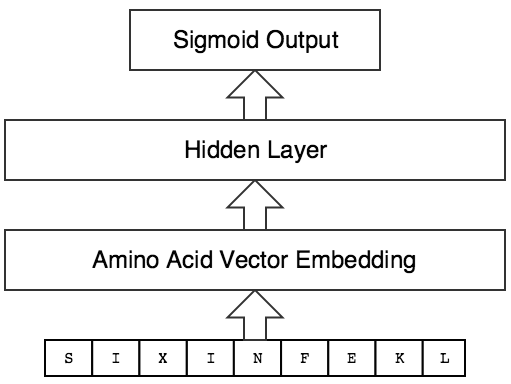 Sigmoid Output
Hidden Layer
Amino Acid Vector Embedding
S I X I N F E K L